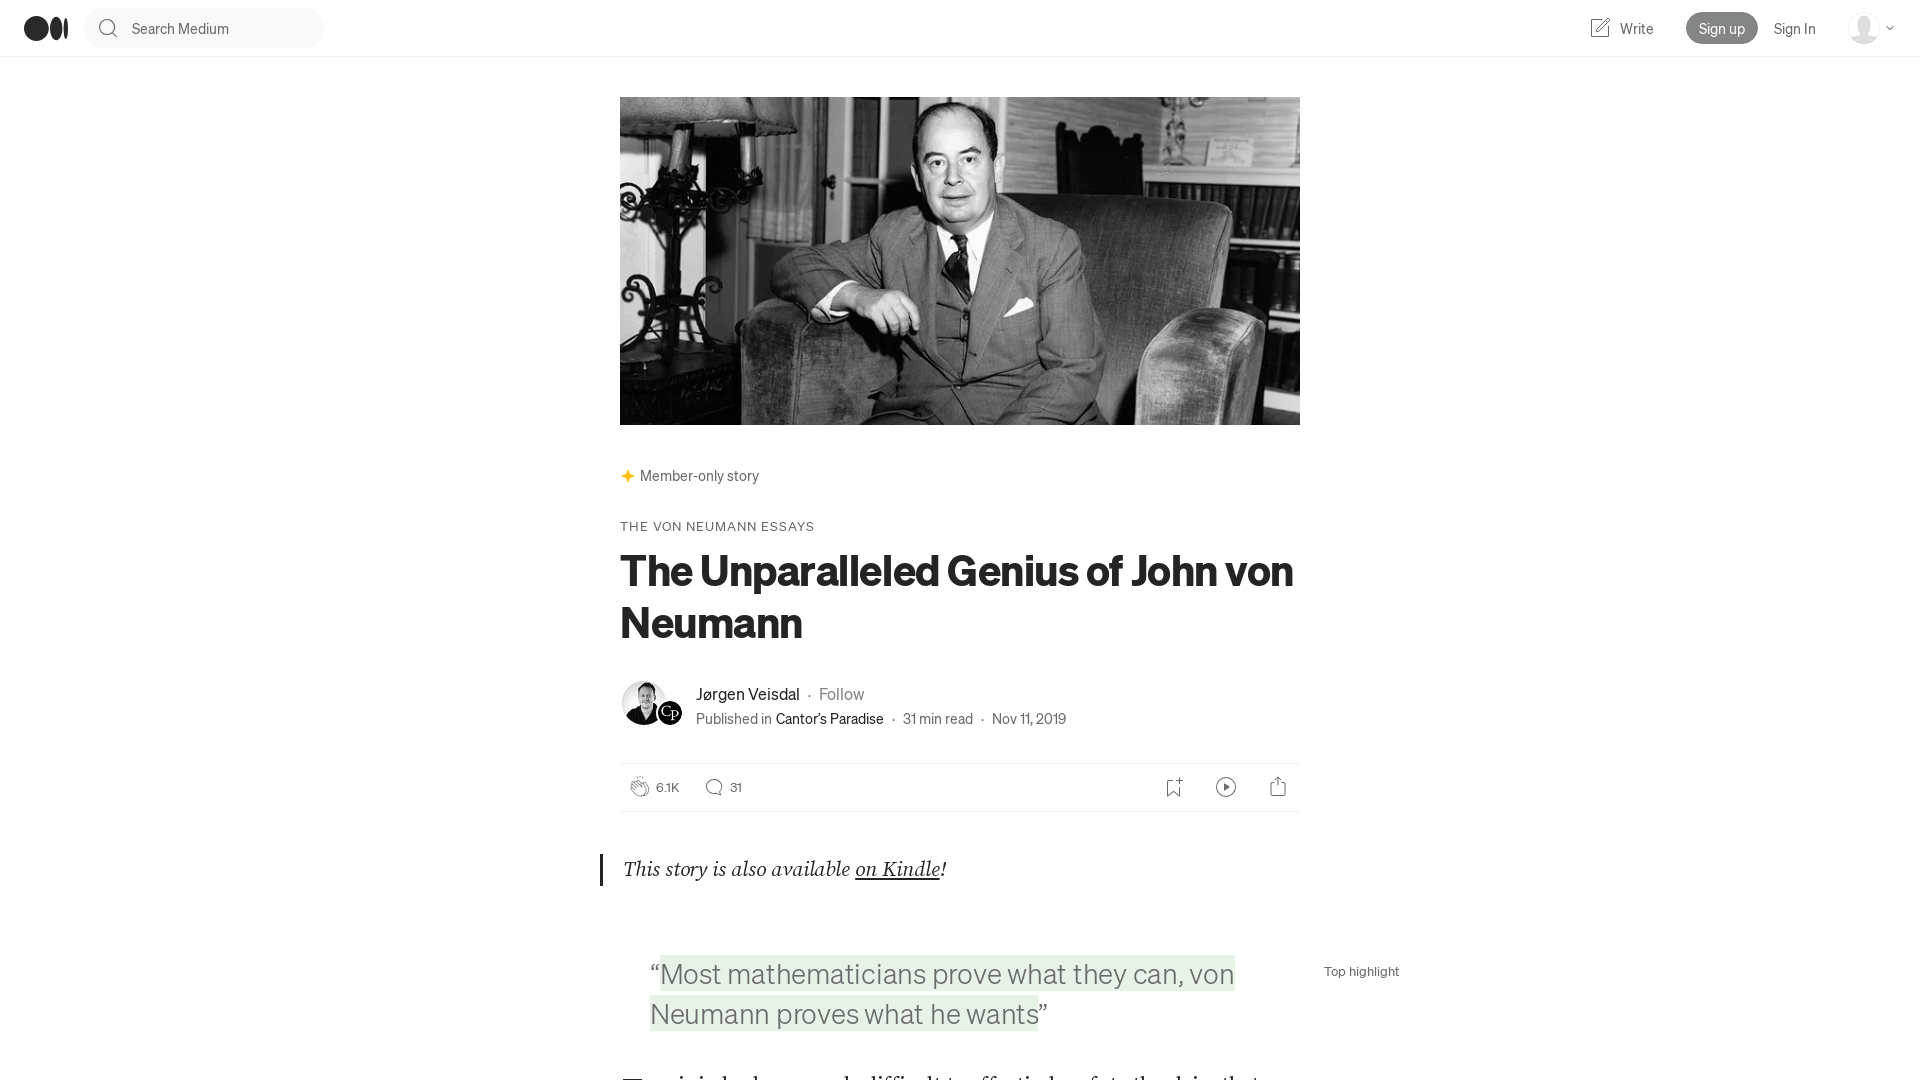 Search Medium
Write
Sign up
Sign In
Member-only story
THE VON NEUMANN ESSAYS
The Unparalleled Genius of John von
Neumann
Jørgen Veisdal · Follow
Published in Cantor’s Paradise · 31 min read · Nov 11, 2019
6.1K
31
This story is also available on Kindle!
“Most mathematicians prove what they can, von
Neumann proves what he wants”
Top highlight